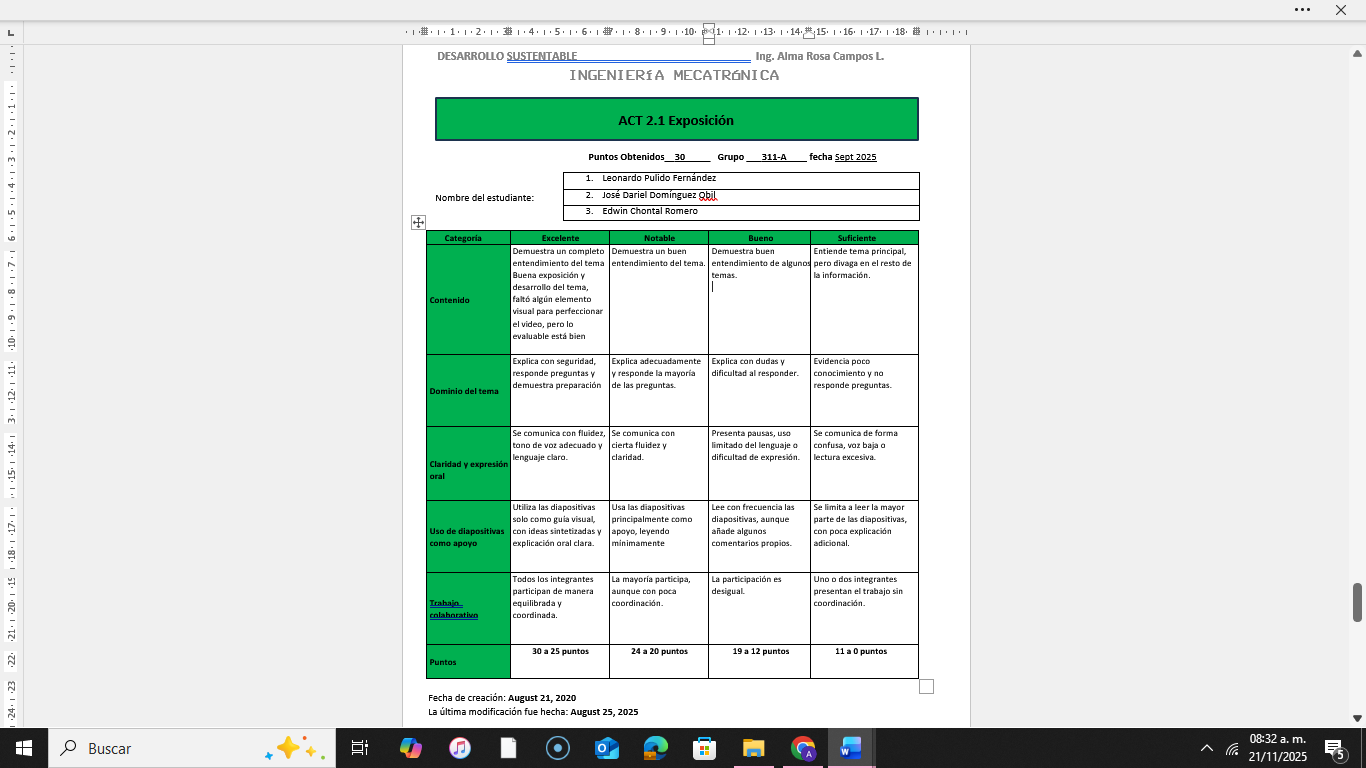 DESARROLLO SUSTENTABLE Ing. Alma Rosa Campos L.
INGENIERÍA MECATRÓNICA
ACT 2.1 Exposición
Puntos Obtenidos 30 Grupo 311-A fecha Sept 2025
Nombre del estudiante:
1. Leonardo Pulido Fernández
2. José Dariel Domínguez Obil
3. Edwin Chontal Romero
Categoría Excelente Notable Bueno Suficiente
Contenido
Demuestra un completo
entendimiento del tema
Buena exposición y
desarrollo del tema,
faltó algún elemento
visual para perfeccionar
el video, pero lo
evaluable está bien
Demuestra un buen
entendimiento del tema.
Demuestra buen
entendimiento de algunos
temas.
Entiende tema principal,
pero divaga en el resto de
la información.
Dominio del tema
Explica con seguridad,
responde preguntas y
demuestra preparación
Explica adecuadamente
y responde la mayoría
de las preguntas.
Explica con dudas y
dificultad al responder.
Evidencia poco
conocimiento y no
responde preguntas.
Claridad y expresión
oral
Se comunica con fluidez,
tono de voz adecuado y
lenguaje claro.
Se comunica con
cierta fluidez y
claridad.
Presenta pausas, uso
limitado del lenguaje o
dificultad de expresión.
Se comunica de forma
confusa, voz baja o
lectura excesiva.
Uso de diapositivas
como apoyo
Utiliza las diapositivas
solo como guía visual,
con ideas sintetizadas y
explicación oral clara.
Usa las diapositivas
principalmente como
apoyo, leyendo
mínimamente
Lee con frecuencia las
diapositivas, aunque
añade algunos
comentarios propios.
Se limita a leer la mayor
parte de las diapositivas,
con poca explicación
adicional.
Trabajo
colaborativo
Todos los integrantes
participan de manera
equilibrada y
coordinada.
La mayoría participa,
aunque con poca
coordinación.
La participación es
desigual.
Uno o dos integrantes
presentan el trabajo sin
coordinación.
Puntos
30 a 25 puntos
24 a 20 puntos
19 a 12 puntos
11 a 0 puntos
Fecha de creación: August 21, 2020
La última modificación fue hecha: August 25, 2025
Buscar
08:32 a. m.
21/11/2025
5